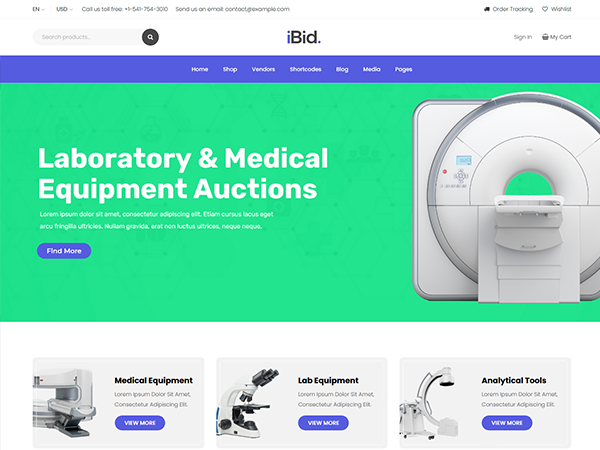 EN USD Call us toll free: +1-541-754-3010 Send us on email: contact@example.com Order Tracking Wishlist
Search products.. iBid. Sign In My Cart
Home Shop Vendors Shortcodes Blog Media Pages
Laboratory & Medical
Equipment Auctions
Lorem ipsum dolor sit amet, consectetur adipiscing elit. Etiam cursus lacus eget
arcu fringilla ultricies. Nullam gravida, erat non luctus ultrices, neque neque.
Find More
Medical Equipment
Lorem Ipsum Dolor Sit Amet,
Consectetur Adipiscing Elit.
VIEW MORE
Lab Equipment
Lorem Ipsum Dolor Sit Amet,
Consectetur Adipiscing Elit.
VIEW MORE
Analytical Tools
Lorem Ipsum Dolor Sit Amet,
Consectetur Adipiscing Elit.
VIEW MORE